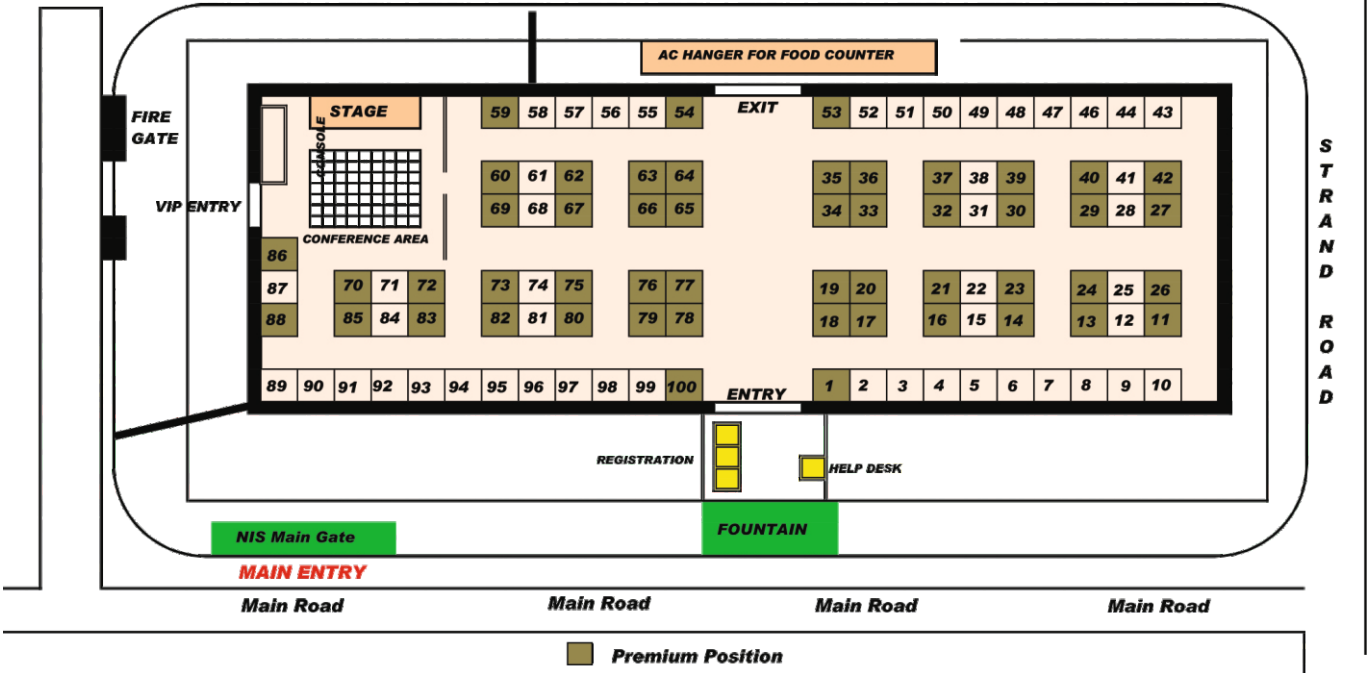 AC HANGER FOR FOOD COUNTER
FIRE
GATE
STAGE
CONSOLE
EXIT
59 58 57 56 55 54
53 52 51 50 49 48 47 46 44 43
VIP ENTRY
CONFERENCE AREA
60 61 62 63 64
35 36 37 38 39 40 41 42
69 68 67 66 65
34 33 32 31 30 29 28 27
86
87
88
70 71 72 73 74 75 76 77
19 20 21 22 23 24 25 26
85 84 83 82 81 80 79 78
18 17 16 15 14 13 12 11
89 90 91 92 93 94 95 96 97 98 99 100
ENTRY
1 2 3 4 5 6 7 8 9 10
STRAND ROAD
REGISTRATION
HELP DESK
NIS Main Gate
FOUNTAIN
MAIN ENTRY
Main Road Main Road Main Road Main Road
Premium Position